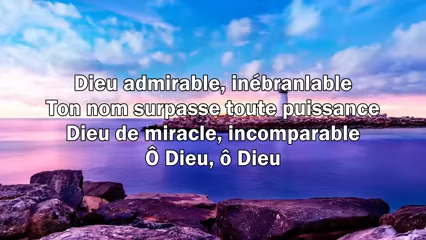 Dieu admirable, inébranlable
Ton nom surpasse toute puissance
Dieu de miracle, incomparable
Ô Dieu, ô Dieu